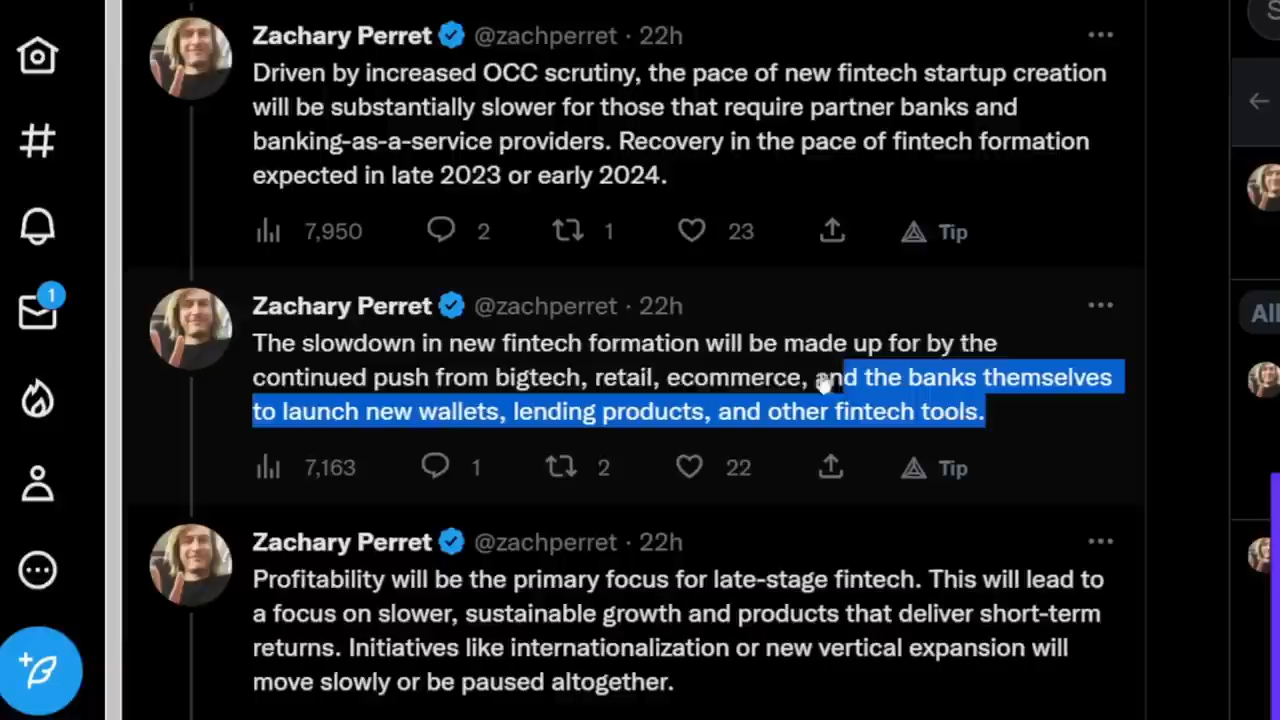 Zachary Perret @zachperret · 22h
Driven by increased OCC scrutiny, the pace of new fintech startup creation
will be substantially slower for those that require partner banks and
banking-as-a-service providers. Recovery in the pace of fintech formation
expected in late 2023 or early 2024.
7,950 2 1 23 Tip
1
Zachary Perret @zachperret · 22h
The slowdown in new fintech formation will be made up for by the
continued push from bigtech, retail, ecommerce, and the banks themselves
to launch new wallets, lending products, and other fintech tools.
7,163 1 2 22 Tip
Zachary Perret @zachperret · 22h
Profitability will be the primary focus for late-stage fintech. This will lead to
a focus on slower, sustainable growth and products that deliver short-term
returns. Initiatives like internationalization or new vertical expansion will
move slowly or be paused altogether.